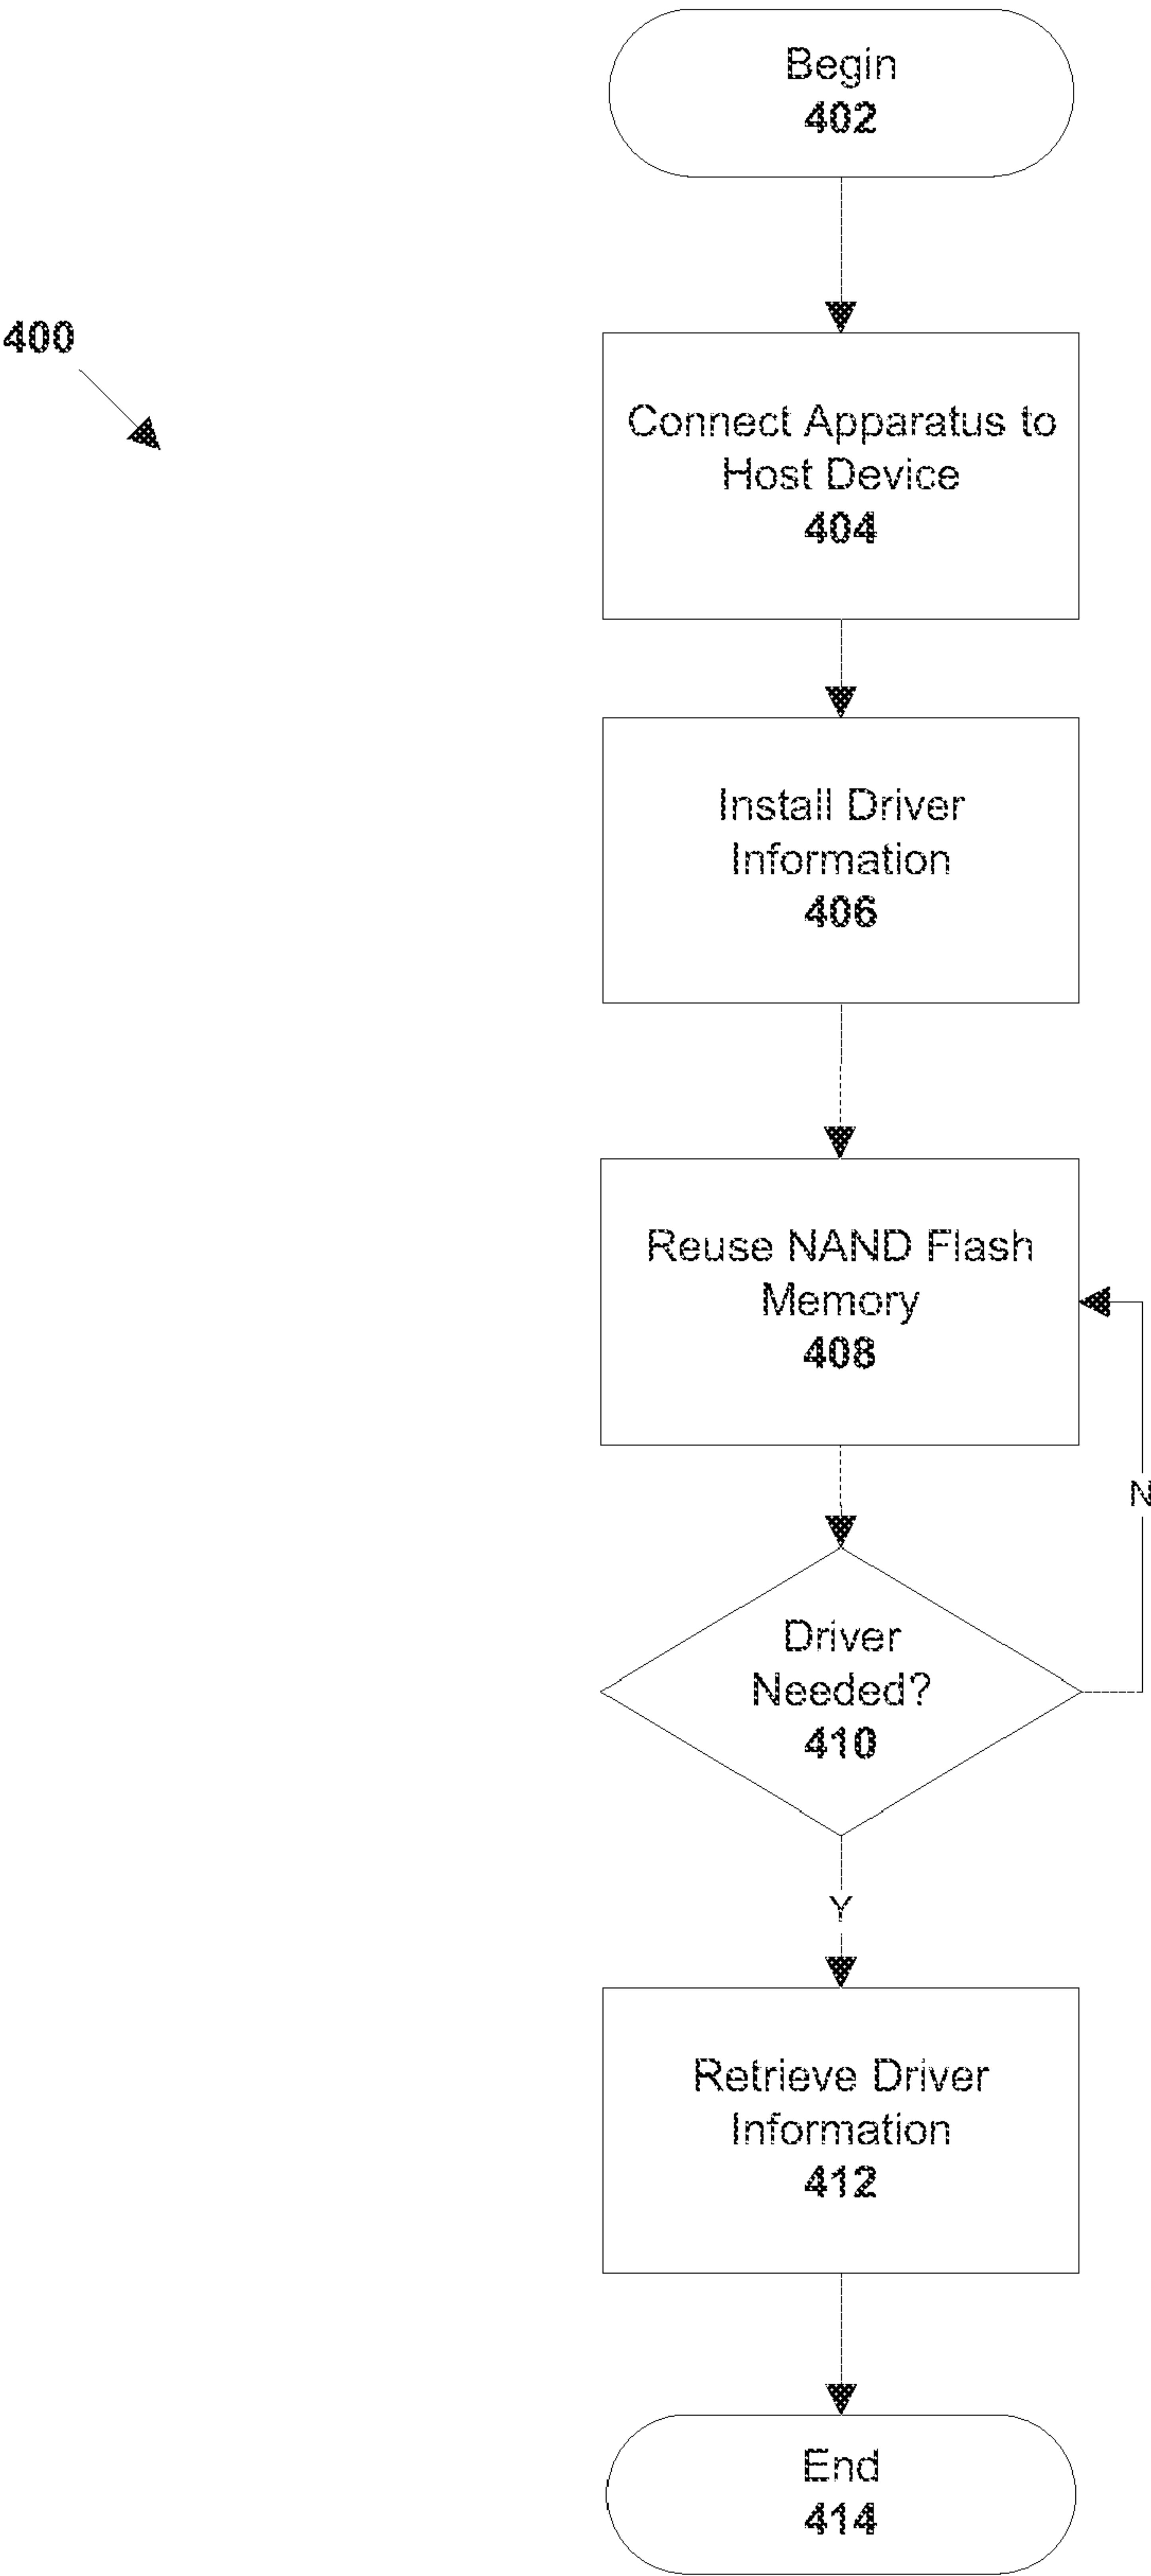 Begin
402
400
Connect Apparatus to
Host Device
404
Install Driver
Information
406
Reuse NAND Flash
Memory
408
N
Driver
Needed?
410
Y
Retrieve Driver
Information
412
End
414